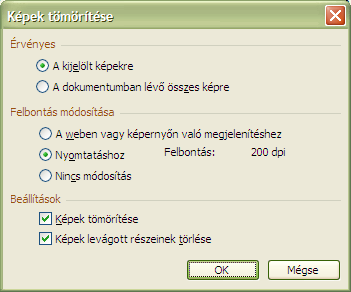 Képek tömörítése
Érvényes
A kijelölt képekre
A dokumentumban lévő összes képre
Felbontás módosítása
A weben vagy képernyőn való megjelenítéshez
Nyomtatáshoz Felbontás: 200 dpi
Nincs módosítás
Beállítások
Képek tömörítése
Képek levágott részeinek törlése
OK Mégse